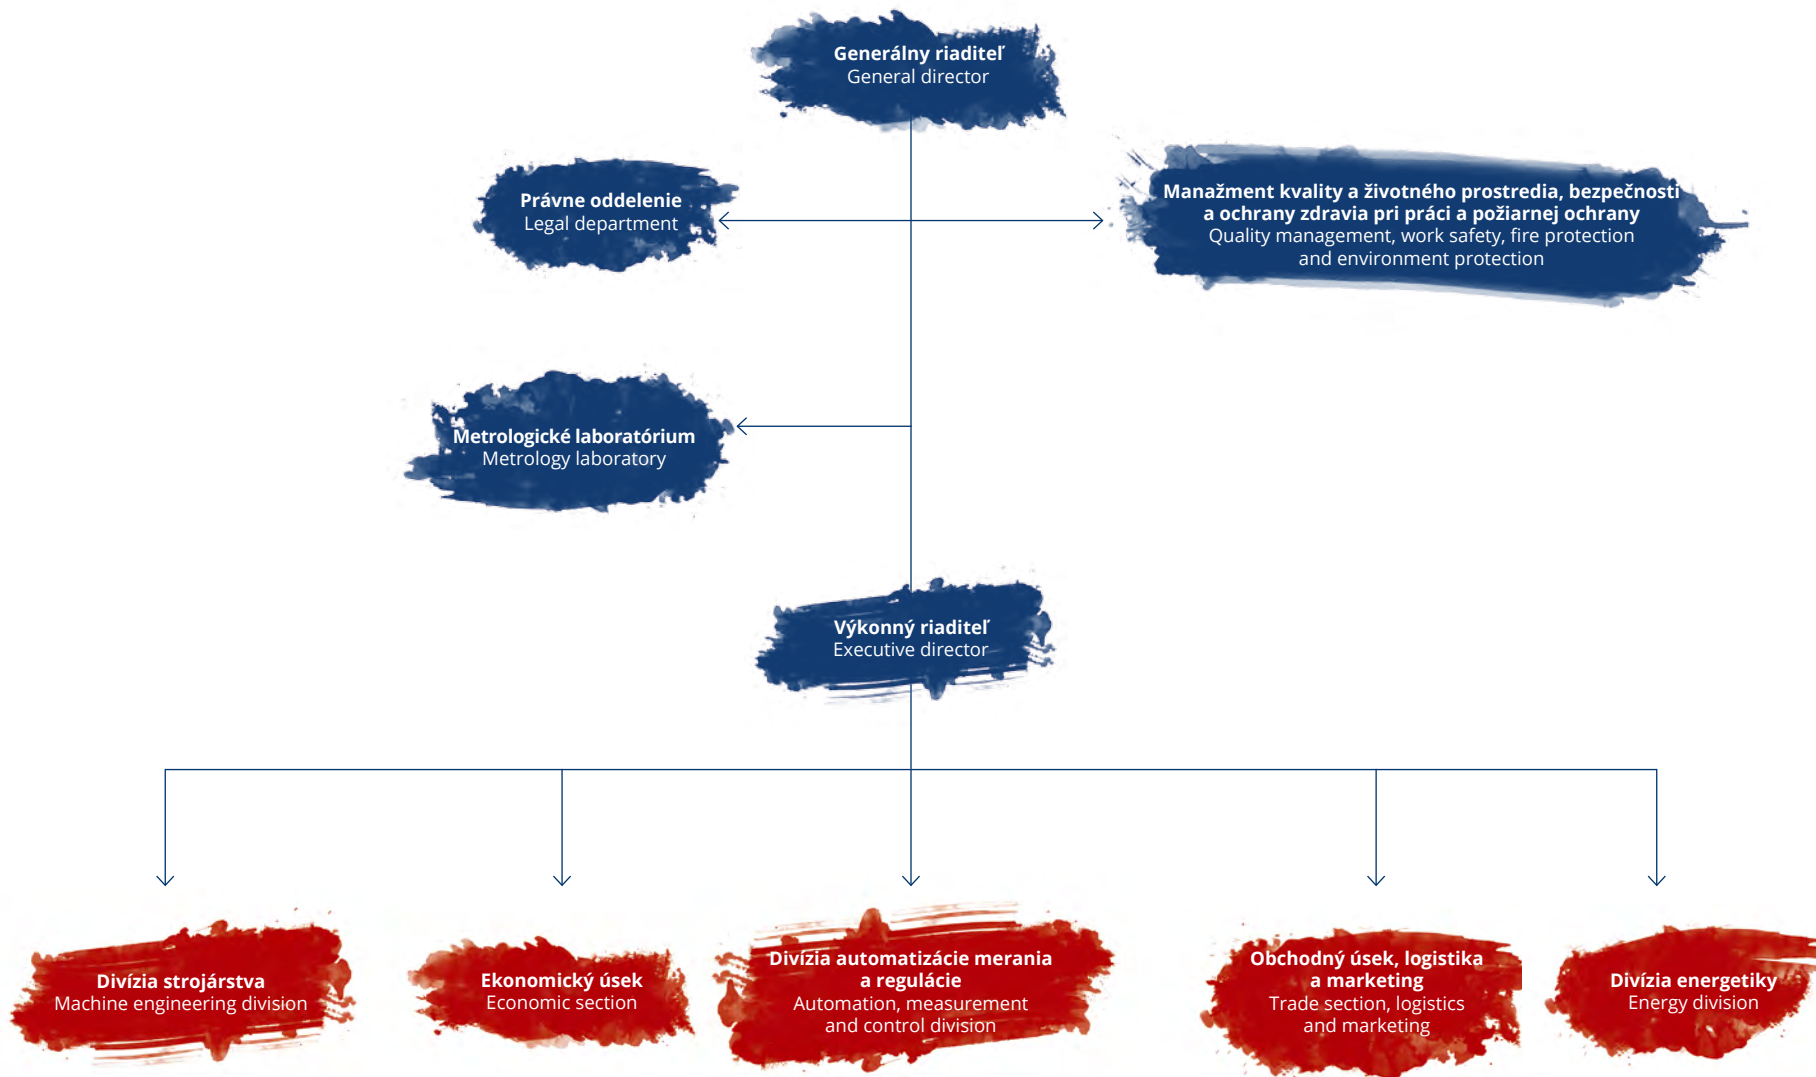 Generálny riaditeľ
General director
Právne oddelenie
Legal department
Manažment kvality a životného prostredia, bezpečnosti
a ochrany zdravia pri práci a požiarnej ochrany
Quality management, work safety, fire protection
and environment protection
Metrologické laboratórium
Metrology laboratory
Výkonný riaditeľ
Executive director
Divízia strojárstva
Machine engineering division
Ekonomický úsek
Economic section
Divízia automatizácie merania
a regulácie
Automation, measurement
and control division
Obchodný úsek, logistika
a marketing
Trade section, logistics
and marketing
Divízia energetiky
Energy division